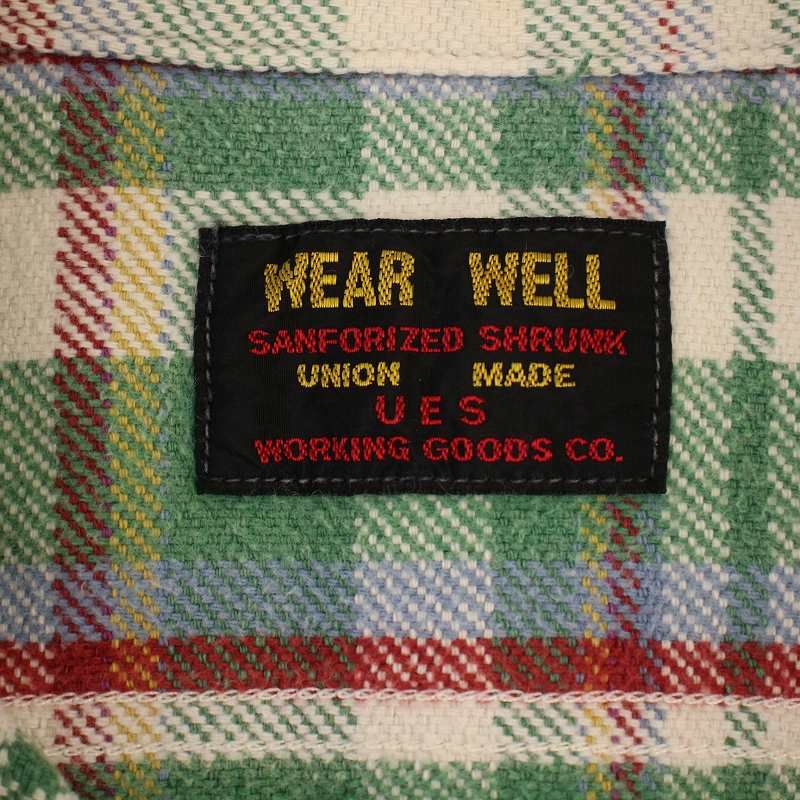 WEAR WELL
SANFORIZED SHRUNK
UNION MADE
UES
WORKING GOODS CO.